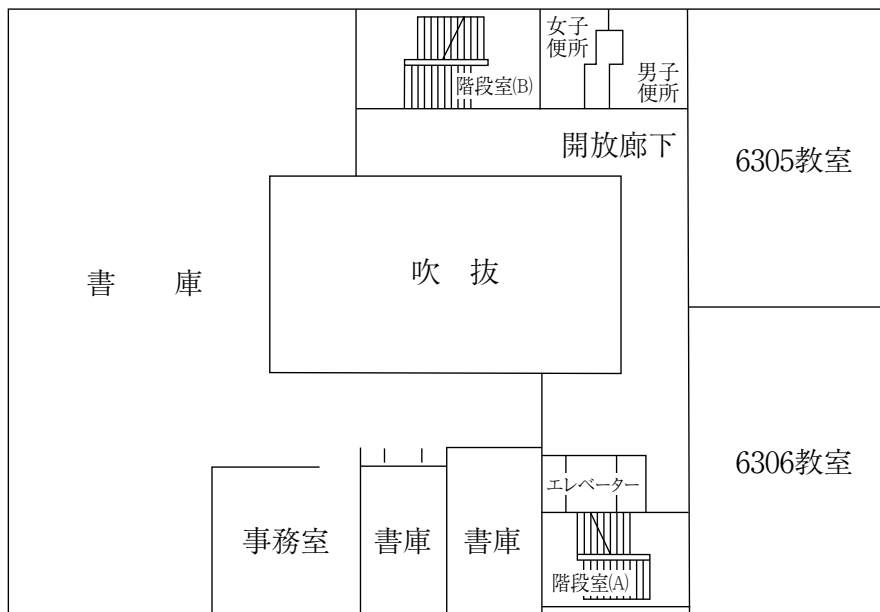 女子
便所
階段室(B)
男子
便所
開放廊下
6305教室
書　庫
吹　抜
6306教室
エレベーター
事務室
書庫
書庫
階段室(A)